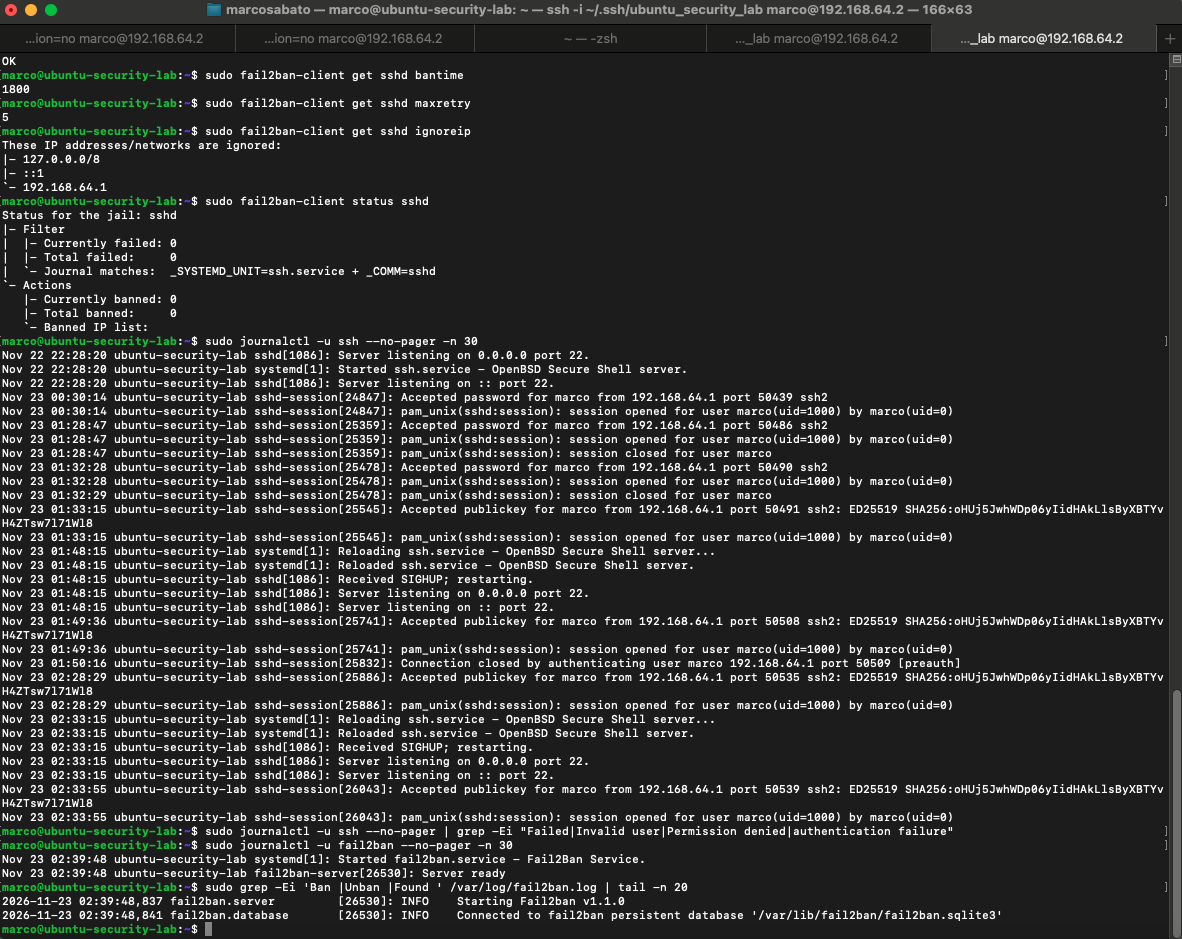 marcosabato — marco@ubuntu-security-lab: ~ — ssh -i ~/.ssh/ubuntu_security_lab marco@192.168.64.2 — 166×63
...ion=no marco@192.168.64.2
...ion=no marco@192.168.64.2
~ — -zsh
..._lab marco@192.168.64.2
..._lab marco@192.168.64.2
+
OK
[marco@ubuntu-security-lab:~$ sudo fail2ban-client get sshd bantime ]
1800
[marco@ubuntu-security-lab:~$ sudo fail2ban-client get sshd maxretry ]
5
[marco@ubuntu-security-lab:~$ sudo fail2ban-client get sshd ignoreip ]
These IP addresses/networks are ignored:
|- 127.0.0.0/8
|- ::1
`- 192.168.64.1
[marco@ubuntu-security-lab:~$ sudo fail2ban-client status sshd ]
Status for the jail: sshd
|- Filter
|  |- Currently failed: 0
|  |- Total failed:     0
|  `- Journal matches:  _SYSTEMD_UNIT=ssh.service + _COMM=sshd
`- Actions
   |- Currently banned: 0
   |- Total banned:     0
   `- Banned IP list:
[marco@ubuntu-security-lab:~$ sudo journalctl -u ssh --no-pager -n 30 ]
Nov 22 22:28:20 ubuntu-security-lab sshd[1086]: Server listening on 0.0.0.0 port 22.
Nov 22 22:28:20 ubuntu-security-lab systemd[1]: Started ssh.service - OpenBSD Secure Shell server.
Nov 22 22:28:20 ubuntu-security-lab sshd[1086]: Server listening on :: port 22.
Nov 23 00:30:14 ubuntu-security-lab sshd-session[24847]: Accepted password for marco from 192.168.64.1 port 50439 ssh2
Nov 23 00:30:14 ubuntu-security-lab sshd-session[24847]: pam_unix(sshd:session): session opened for user marco(uid=1000) by marco(uid=0)
Nov 23 01:28:47 ubuntu-security-lab sshd-session[25359]: Accepted password for marco from 192.168.64.1 port 50486 ssh2
Nov 23 01:28:47 ubuntu-security-lab sshd-session[25359]: pam_unix(sshd:session): session opened for user marco(uid=1000) by marco(uid=0)
Nov 23 01:28:47 ubuntu-security-lab sshd-session[25359]: pam_unix(sshd:session): session closed for user marco
Nov 23 01:32:28 ubuntu-security-lab sshd-session[25478]: Accepted password for marco from 192.168.64.1 port 50490 ssh2
Nov 23 01:32:28 ubuntu-security-lab sshd-session[25478]: pam_unix(sshd:session): session opened for user marco(uid=1000) by marco(uid=0)
Nov 23 01:32:29 ubuntu-security-lab sshd-session[25478]: pam_unix(sshd:session): session closed for user marco
Nov 23 01:33:15 ubuntu-security-lab sshd-session[25545]: Accepted publickey for marco from 192.168.64.1 port 50491 ssh2: ED25519 SHA256:oHUj5JwhWDp06yIidHAkLlsByXBTYv
H4ZTsw7l71Wl8
Nov 23 01:33:15 ubuntu-security-lab sshd-session[25545]: pam_unix(sshd:session): session opened for user marco(uid=1000) by marco(uid=0)
Nov 23 01:48:15 ubuntu-security-lab systemd[1]: Reloading ssh.service - OpenBSD Secure Shell server...
Nov 23 01:48:15 ubuntu-security-lab systemd[1]: Reloaded ssh.service - OpenBSD Secure Shell server.
Nov 23 01:48:15 ubuntu-security-lab sshd[1086]: Received SIGHUP; restarting.
Nov 23 01:48:15 ubuntu-security-lab sshd[1086]: Server listening on 0.0.0.0 port 22.
Nov 23 01:48:15 ubuntu-security-lab sshd[1086]: Server listening on :: port 22.
Nov 23 01:49:36 ubuntu-security-lab sshd-session[25741]: Accepted publickey for marco from 192.168.64.1 port 50508 ssh2: ED25519 SHA256:oHUj5JwhWDp06yIidHAkLlsByXBTYv
H4ZTsw7l71Wl8
Nov 23 01:49:36 ubuntu-security-lab sshd-session[25741]: pam_unix(sshd:session): session opened for user marco(uid=1000) by marco(uid=0)
Nov 23 01:50:16 ubuntu-security-lab sshd-session[25832]: Connection closed by authenticating user marco 192.168.64.1 port 50509 [preauth]
Nov 23 02:28:29 ubuntu-security-lab sshd-session[25886]: Accepted publickey for marco from 192.168.64.1 port 50535 ssh2: ED25519 SHA256:oHUj5JwhWDp06yIidHAkLlsByXBTYv
H4ZTsw7l71Wl8
Nov 23 02:28:29 ubuntu-security-lab sshd-session[25886]: pam_unix(sshd:session): session opened for user marco(uid=1000) by marco(uid=0)
Nov 23 02:33:15 ubuntu-security-lab systemd[1]: Reloading ssh.service - OpenBSD Secure Shell server...
Nov 23 02:33:15 ubuntu-security-lab systemd[1]: Reloaded ssh.service - OpenBSD Secure Shell server.
Nov 23 02:33:15 ubuntu-security-lab sshd[1086]: Received SIGHUP; restarting.
Nov 23 02:33:15 ubuntu-security-lab sshd[1086]: Server listening on 0.0.0.0 port 22.
Nov 23 02:33:15 ubuntu-security-lab sshd[1086]: Server listening on :: port 22.
Nov 23 02:33:55 ubuntu-security-lab sshd-session[26043]: Accepted publickey for marco from 192.168.64.1 port 50539 ssh2: ED25519 SHA256:oHUj5JwhWDp06yIidHAkLlsByXBTYv
H4ZTsw7l71Wl8
Nov 23 02:33:55 ubuntu-security-lab sshd-session[26043]: pam_unix(sshd:session): session opened for user marco(uid=1000) by marco(uid=0)
[marco@ubuntu-security-lab:~$ sudo journalctl -u ssh --no-pager | grep -Ei "Failed|Invalid user|Permission denied|authentication failure" ]
[marco@ubuntu-security-lab:~$ sudo journalctl -u fail2ban --no-pager -n 30 ]
Nov 23 02:39:48 ubuntu-security-lab systemd[1]: Started fail2ban.service - Fail2Ban Service.
Nov 23 02:39:48 ubuntu-security-lab fail2ban-server[26530]: Server ready
[marco@ubuntu-security-lab:~$ sudo grep -Ei 'Ban |Unban |Found ' /var/log/fail2ban.log | tail -n 20 ]
2026-11-23 02:39:48,837 fail2ban.server         [26530]: INFO    Starting Fail2ban v1.1.0
2026-11-23 02:39:48,841 fail2ban.database       [26530]: INFO    Connected to fail2ban persistent database '/var/lib/fail2ban/fail2ban.sqlite3'
marco@ubuntu-security-lab:~$